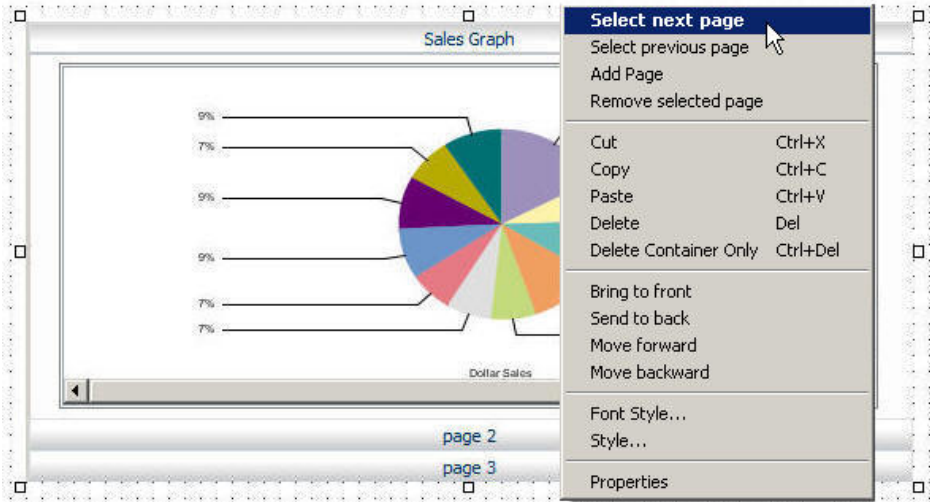 Sales Graph
9%
7%
9%
9%
7%
7%
Dollar Sales
page 2
page 3
Select next page
Select previous page
Add Page
Remove selected page
Cut Ctrl+X
Copy Ctrl+C
Paste Ctrl+V
Delete Del
Delete Container Only Ctrl+Del
Bring to front
Send to back
Move forward
Move backward
Font Style...
Style...
Properties